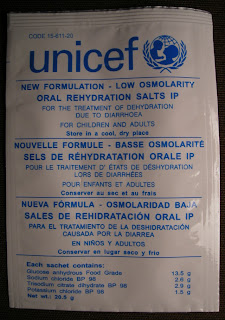 CODE 15-611-20
unicef
NEW FORMULATION - LOW OSMOLARITY
ORAL REHYDRATION SALTS IP
FOR THE TREATMENT OF DEHYDRATION
DUE TO DIARRHOEA
FOR CHILDREN AND ADULTS
Store in a cool, dry place
NOUVELLE FORMULE - BASSE OSMOLARITÉ
SELS DE RÉHYDRATATION ORALE IP
POUR LE TRAITEMENT D' ÉTATS DE DÉSHYDRATATION
LORS DE DIARRHÉES
POUR ENFANTS ET ADULTES
Conserver au sec et au frais
NUEVA FÓRMULA - OSMOLARIDAD BAJA
SALES DE REHIDRATACIÓN ORAL IP
PARA EL TRATAMIENTO DE LA DESHIDRATACIÓN
CAUSADA POR LA DIARREA
EN NIÑOS Y ADULTOS
Conservar en lugar seco y frio
Each sachet contains:
Glucose anhydrous Food Grade 13.5 g
Sodium chloride BP 98 2.6 g
Trisodium citrate dihydrate BP 98 2.9 g
Potassium chloride BP 98 1.5 g
Net wt.: 20.5 g